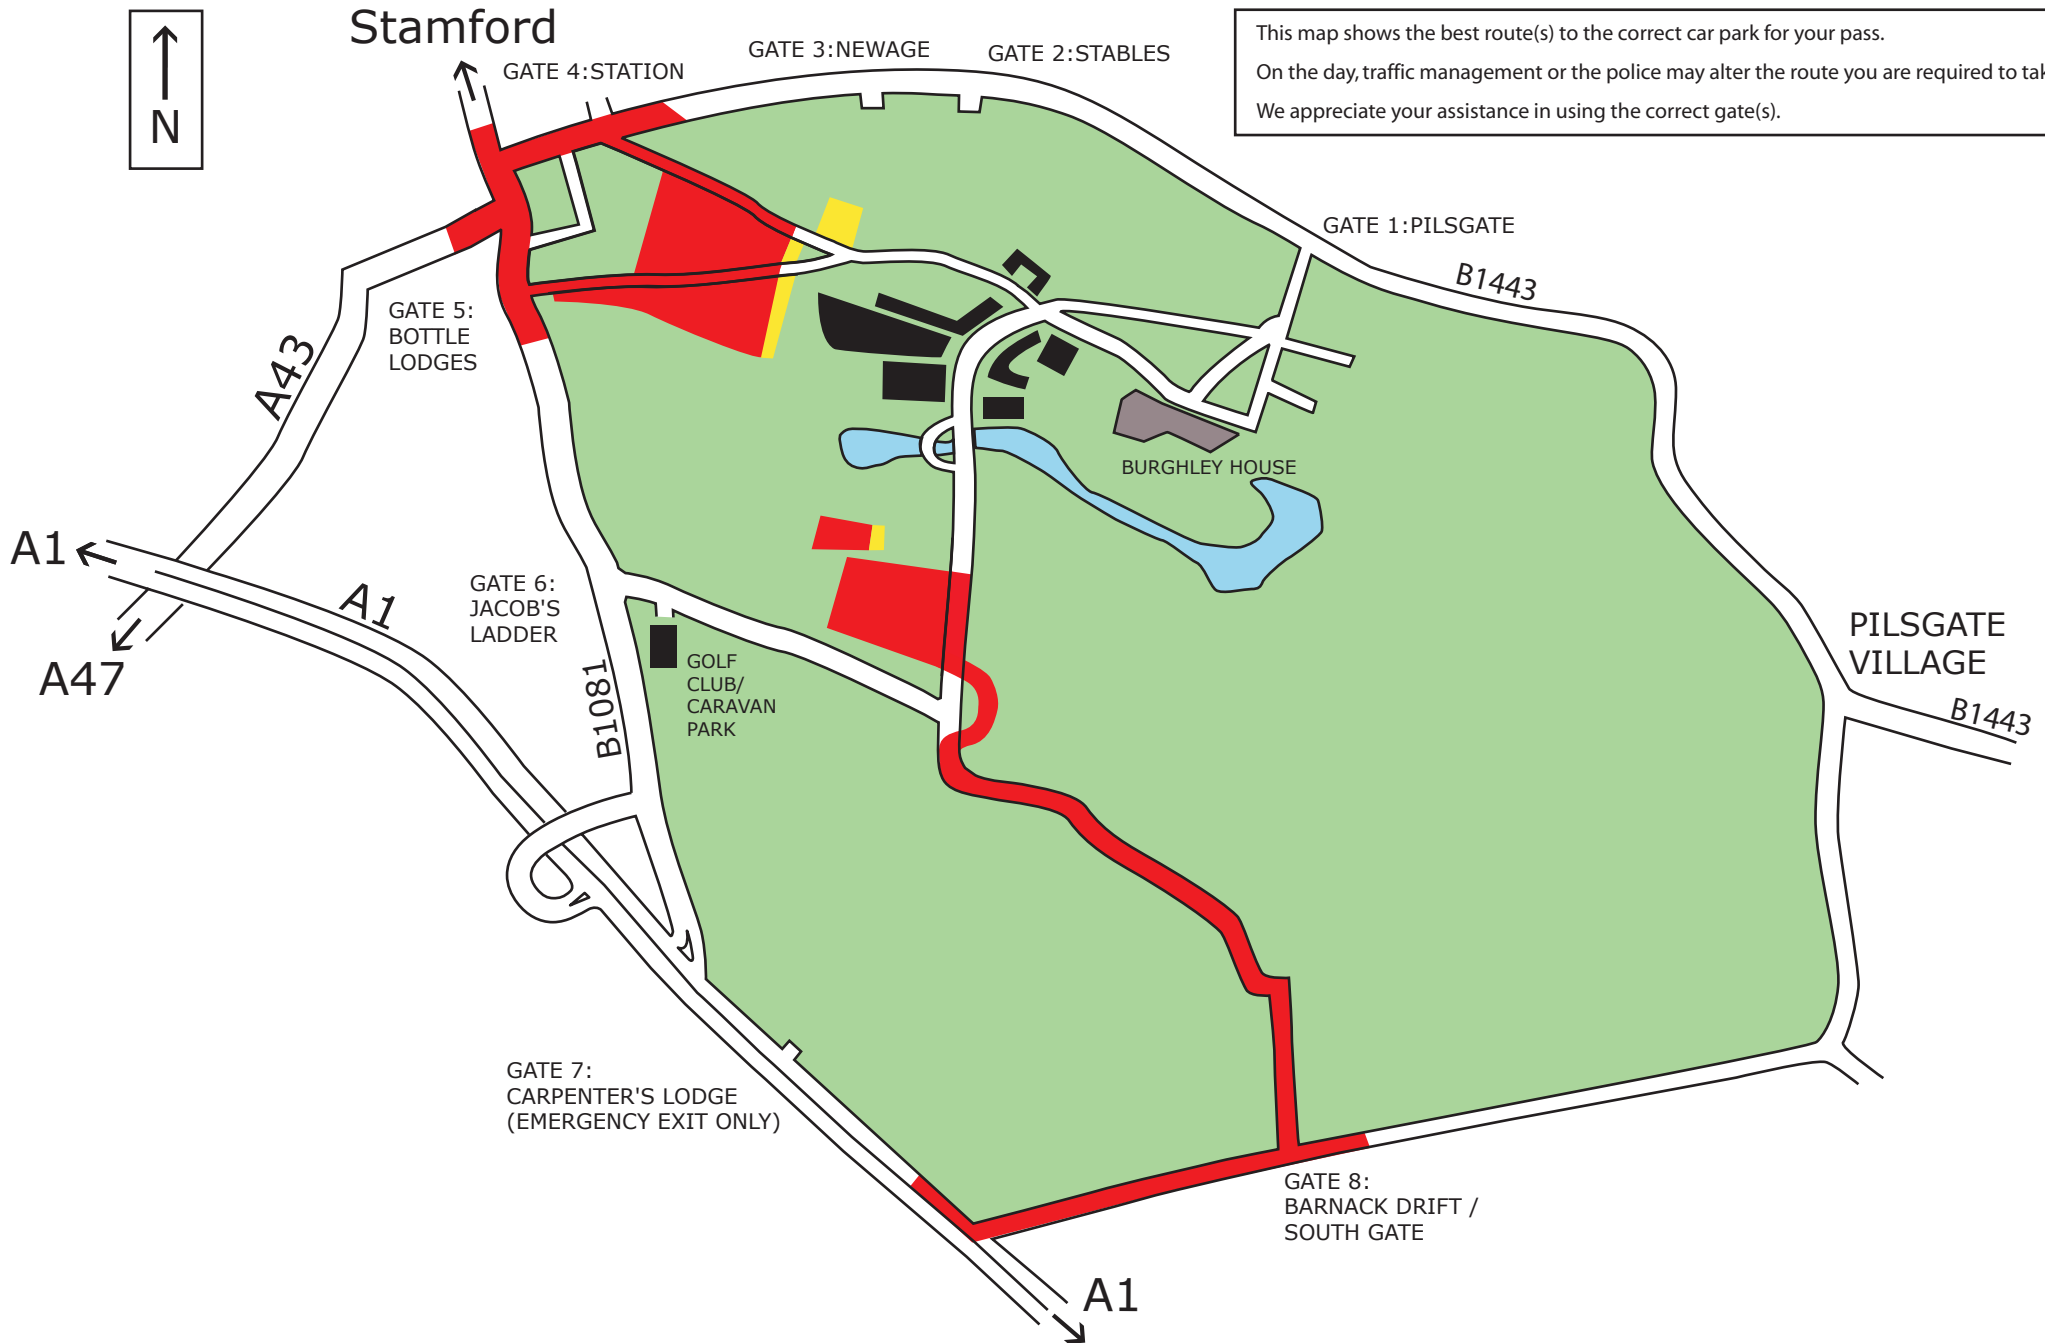 N
Stamford
GATE 4:STATION
GATE 3:NEWAGE
GATE 2:STABLES
This map shows the best route(s) to the correct car park for your pass.
On the day, traffic management or the police may alter the route you are required to tak
We appreciate your assistance in using the correct gate(s).
GATE 1:PILSGATE
B1443
GATE 5:
BOTTLE
LODGES
A43
BURGHLEY HOUSE
A1
A1
A47
GATE 6:
JACOB'S
LADDER
B1081
GOLF
CLUB/
CARAVAN
PARK
PILSGATE
VILLAGE
B1443
GATE 7:
CARPENTER'S LODGE
(EMERGENCY EXIT ONLY)
GATE 8:
BARNACK DRIFT /
SOUTH GATE
A1